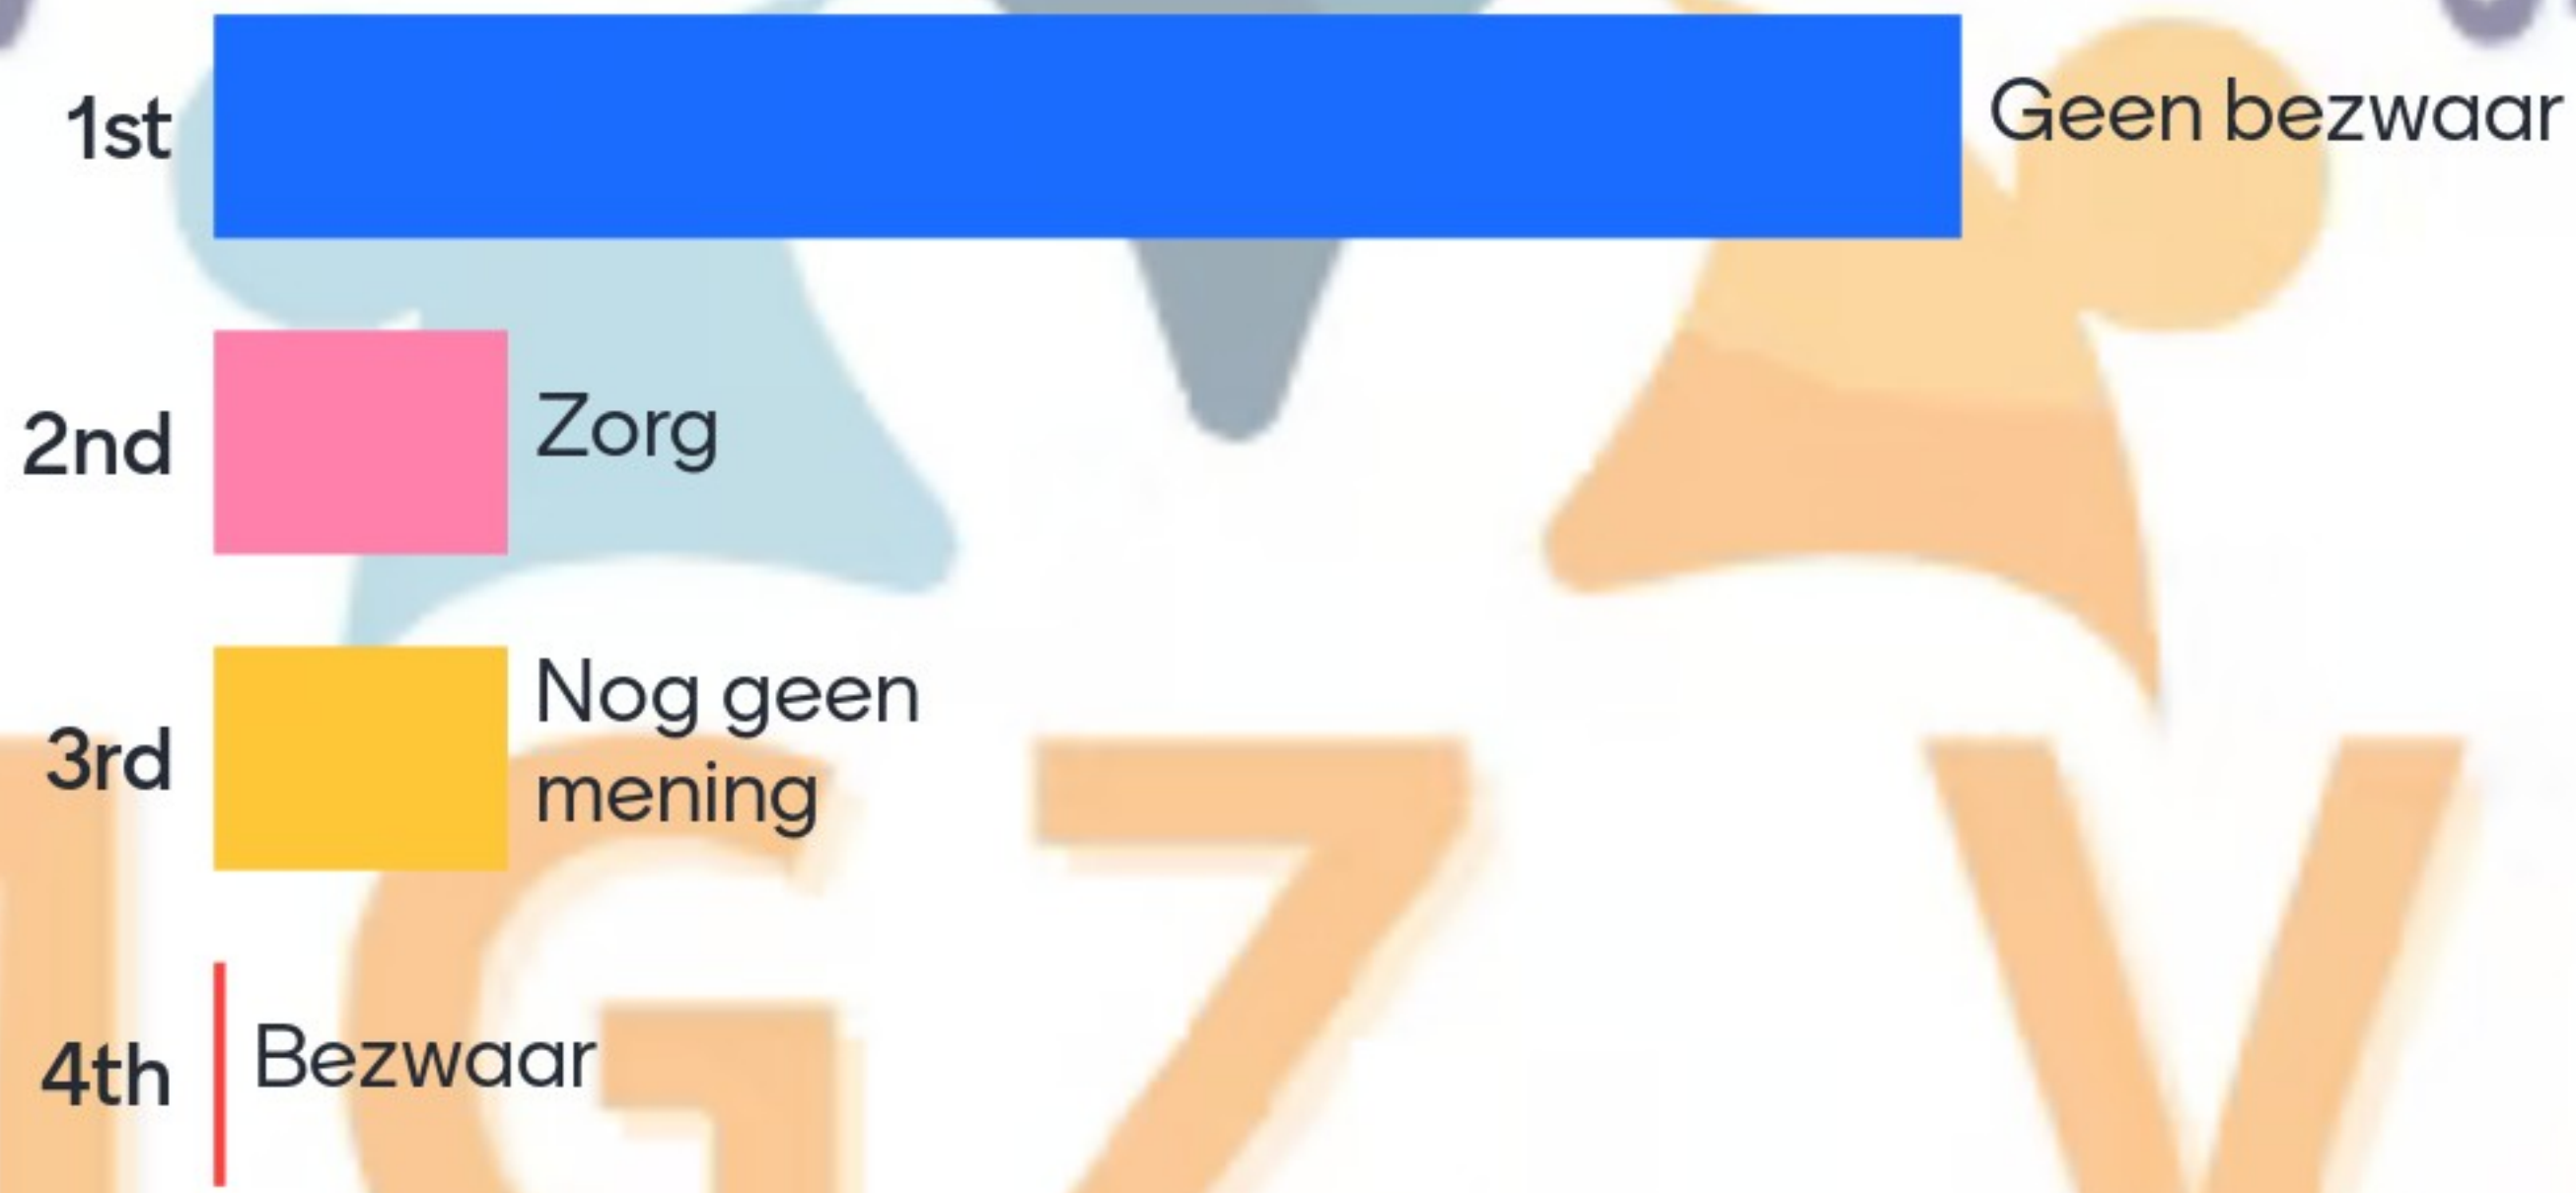 1st
Geen bezwaar
2nd
Zorg
3rd
Nog geen
mening
4th
Bezwaar
G Z V